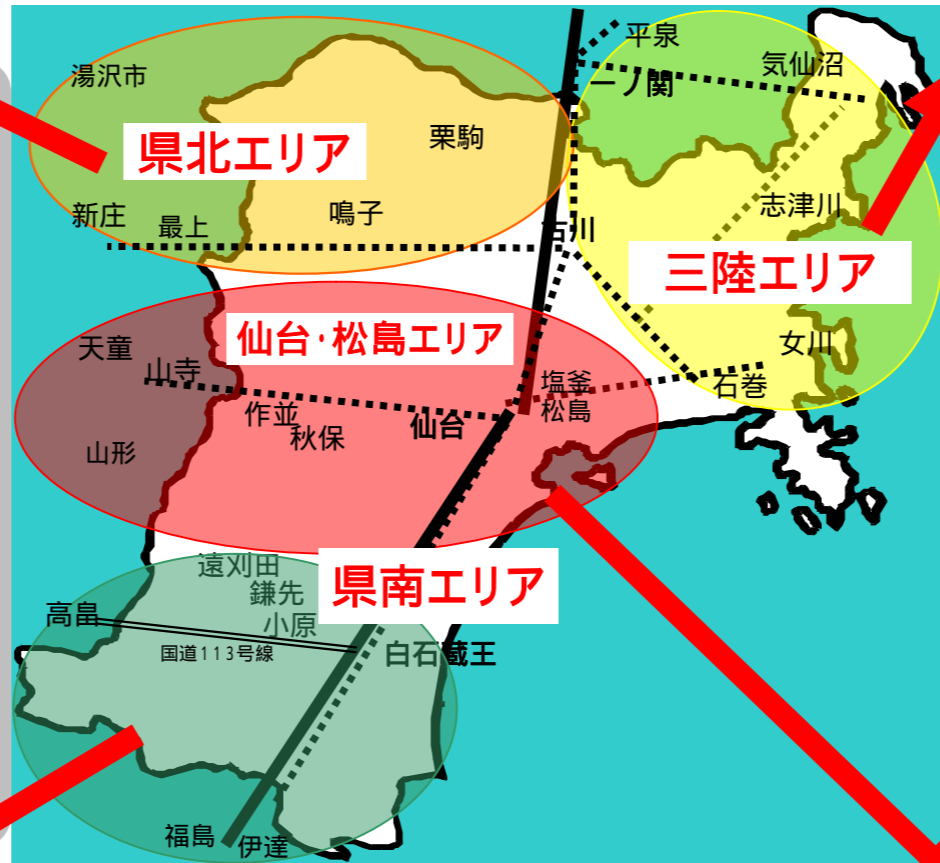 平泉
気仙沼
湯沢市
一ノ関
栗駒
県北エリア
志津川
新庄
最上
鳴子
古川
三陸エリア
仙台・松島エリア
天童
山寺
女川
石巻
塩釜
松島
作並
秋保
仙台
山形
遠刈田
鎌先
小原
県南エリア
高畠
国道113号線
白石蔵王
福島
伊達